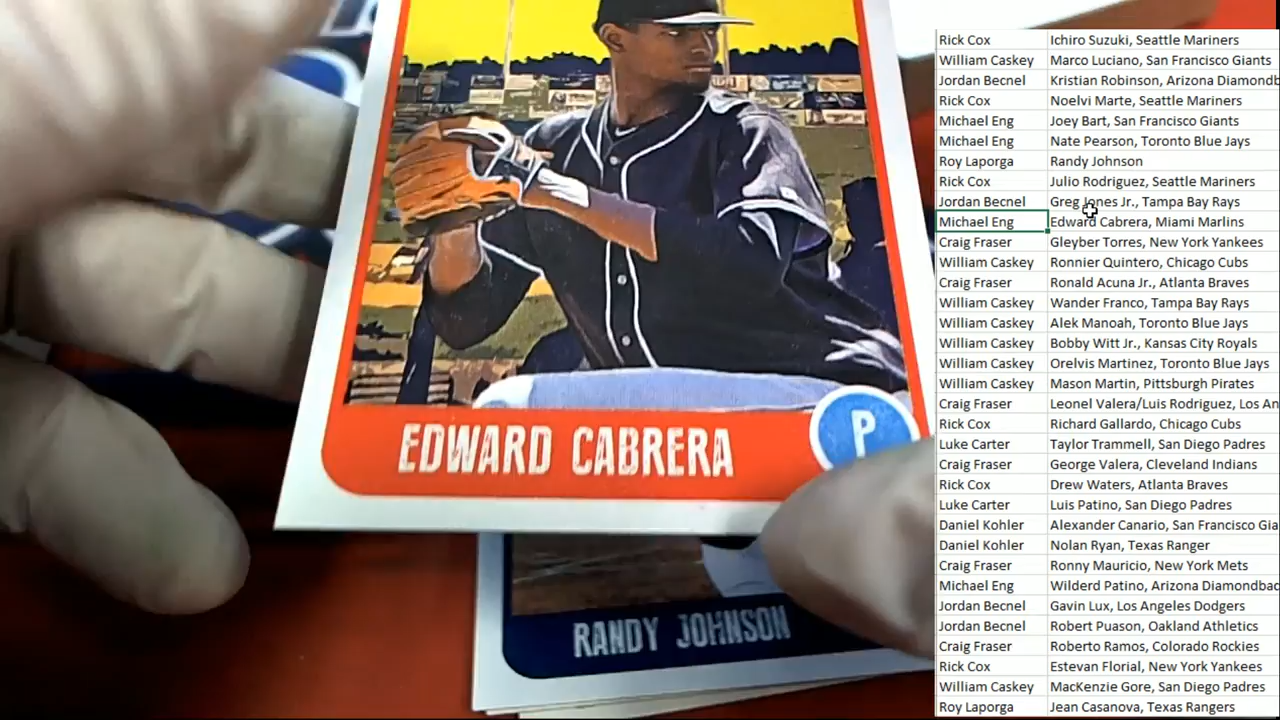 EDWARD CABRERA
P
RANDY JOHNSON
Rick Cox Ichiro Suzuki, Seattle Mariners
William Caskey Marco Luciano, San Francisco Giants
Jordan Becnel Kristian Robinson, Arizona Diamondb
Rick Cox Noelvi Marte, Seattle Mariners
Michael Eng Joey Bart, San Francisco Giants
Michael Eng Nate Pearson, Toronto Blue Jays
Roy Laporga Randy Johnson
Rick Cox Julio Rodriguez, Seattle Mariners
Jordan Becnel Greg Jones Jr., Tampa Bay Rays
Michael Eng Edward Cabrera, Miami Marlins
Craig Fraser Gleyber Torres, New York Yankees
William Caskey Ronnier Quintero, Chicago Cubs
Craig Fraser Ronald Acuna Jr., Atlanta Braves
William Caskey Wander Franco, Tampa Bay Rays
William Caskey Alek Manoah, Toronto Blue Jays
William Caskey Bobby Witt Jr., Kansas City Royals
William Caskey Orelvis Martinez, Toronto Blue Jays
William Caskey Mason Martin, Pittsburgh Pirates
Craig Fraser Leonel Valera/Luis Rodriguez, Los An
Rick Cox Richard Gallardo, Chicago Cubs
Luke Carter Taylor Trammell, San Diego Padres
Craig Fraser George Valera, Cleveland Indians
Rick Cox Drew Waters, Atlanta Braves
Luke Carter Luis Patino, San Diego Padres
Daniel Kohler Alexander Canario, San Francisco Gia
Daniel Kohler Nolan Ryan, Texas Ranger
Craig Fraser Ronny Mauricio, New York Mets
Michael Eng Wilderd Patino, Arizona Diamondbac
Jordan Becnel Gavin Lux, Los Angeles Dodgers
Jordan Becnel Robert Puason, Oakland Athletics
Craig Fraser Roberto Ramos, Colorado Rockies
Rick Cox Estevan Florial, New York Yankees
William Caskey MacKenzie Gore, San Diego Padres
Roy Laporga Jean Casanova, Texas Rangers